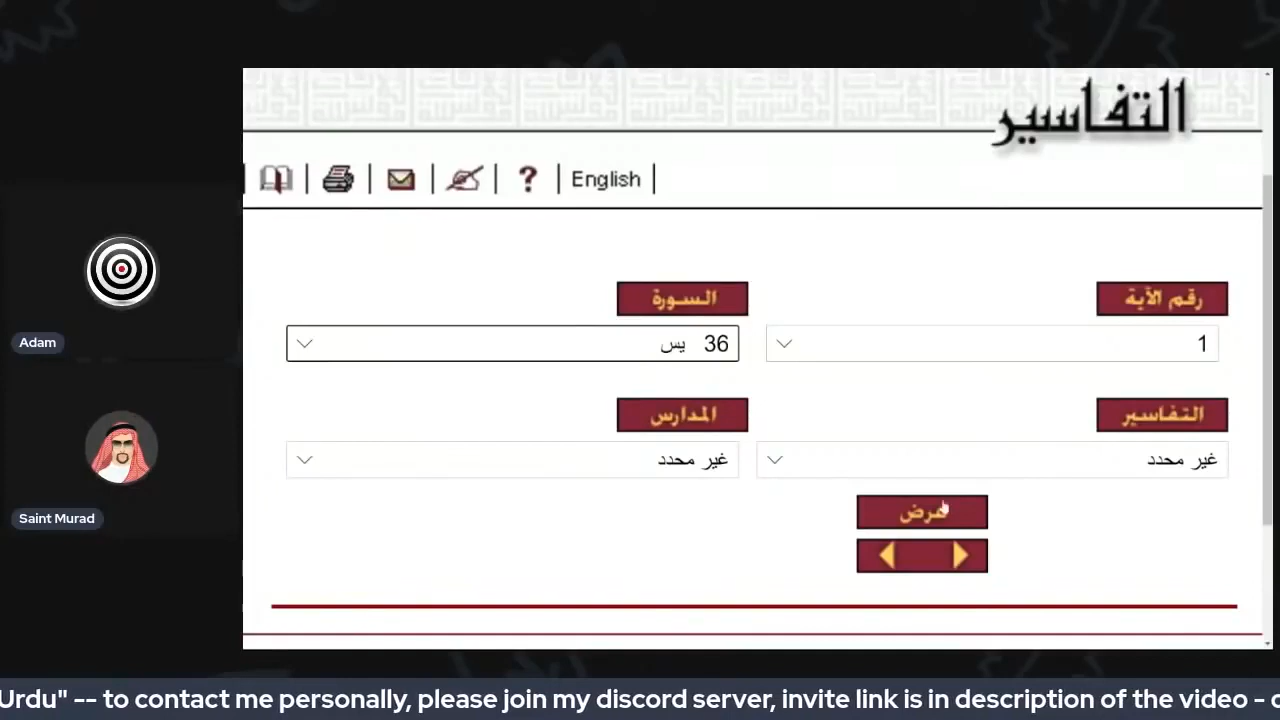 التفاسير
English
?
رقم الآية
السورة
1
36 يس
التفاسير
المدارس
غير محدد
غير محدد
عرض
Adam
Saint Murad
Urdu" -- to contact me personally, please join my discord server, invite link is in description of the video -